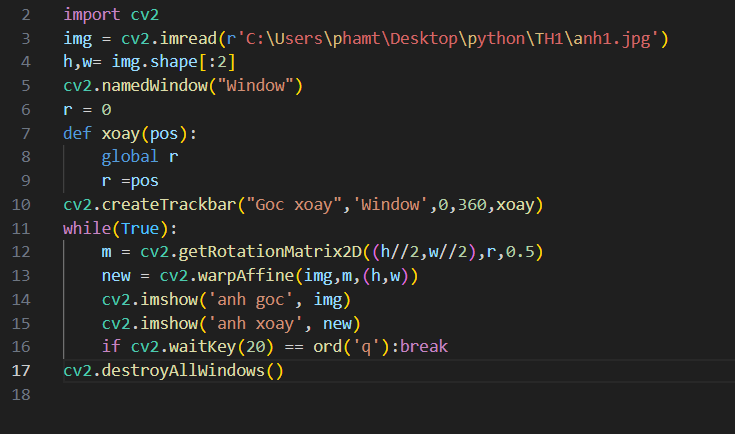 2 import cv2
3 img = cv2.imread(r'C:\Users\phamt\Desktop\python\TH1\anh1.jpg')
4 h,w= img.shape[:2]
5 cv2.namedWindow("Window")
6 r = 0
7 def xoay(pos):
8     global r
9     r =pos
10 cv2.createTrackbar("Goc xoay",'Window',0,360,xoay)
11 while(True):
12     m = cv2.getRotationMatrix2D((h//2,w//2),r,0.5)
13     new = cv2.warpAffine(img,m,(h,w))
14     cv2.imshow('anh goc', img)
15     cv2.imshow('anh xoay', new)
16     if cv2.waitKey(20) == ord('q'):break
17 cv2.destroyAllWindows()
18